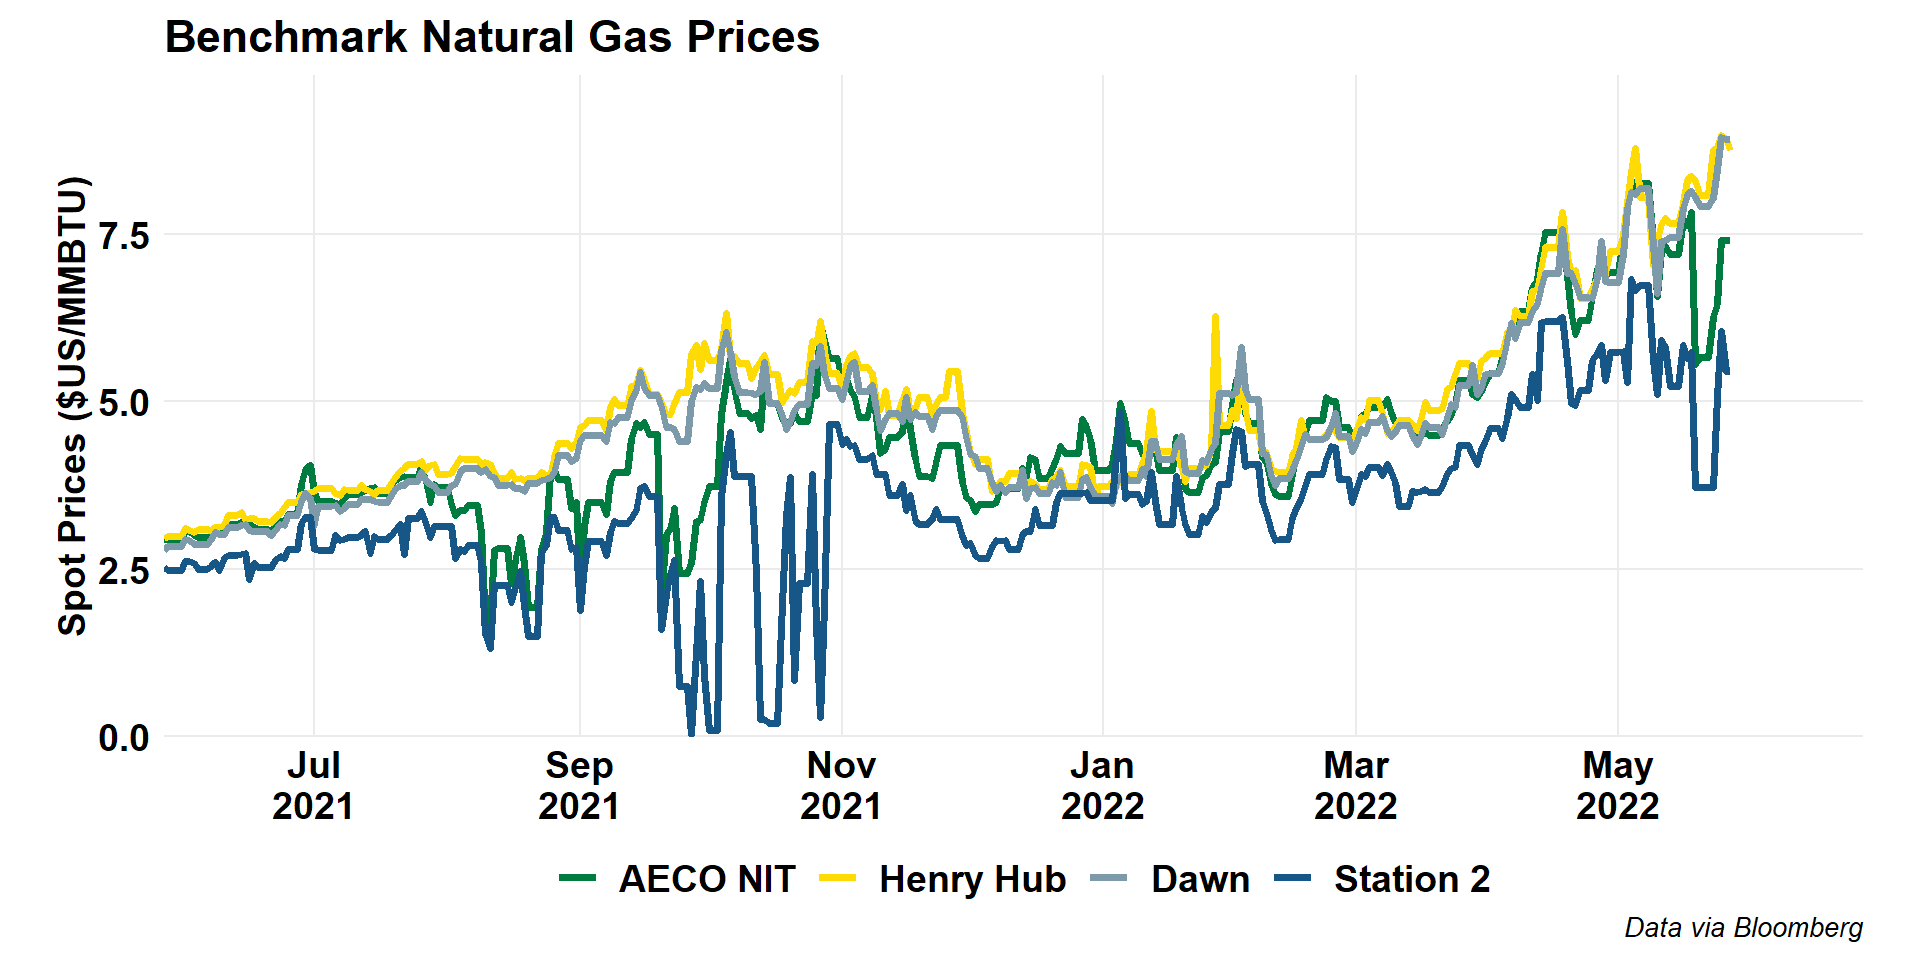 Benchmark Natural Gas Prices
Spot Prices ($US/MMBTU)
7.5
5.0
2.5
0.0
Jul
2021
Sep
2021
Nov
2021
Jan
2022
Mar
2022
May
2022
AECO NIT
Henry Hub
Dawn
Station 2
Data via Bloomberg